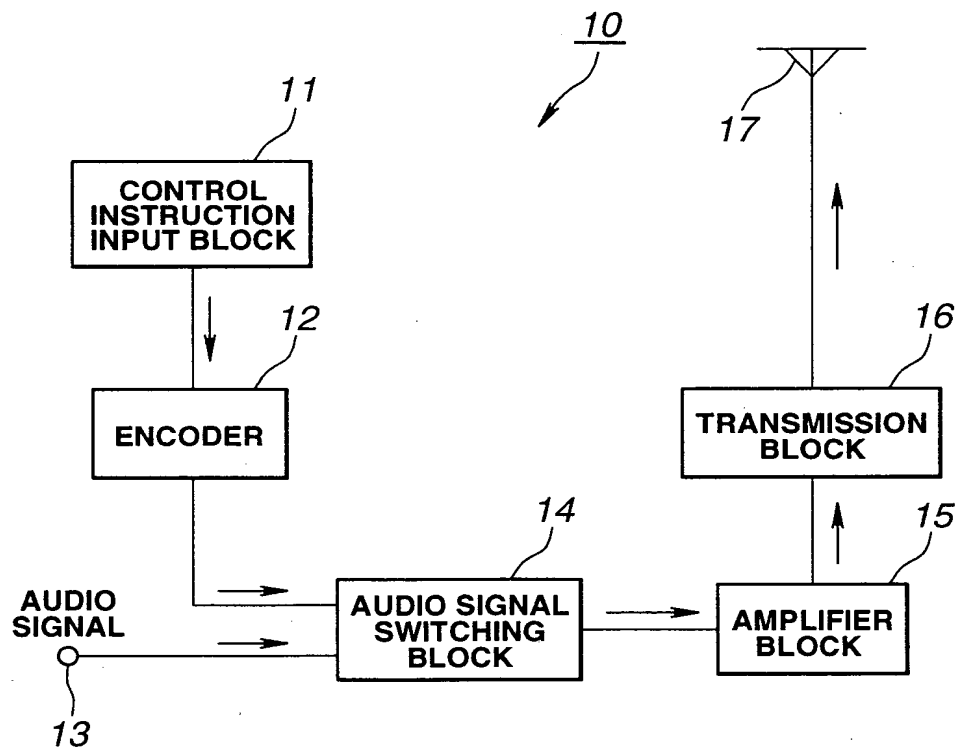 10
11
17
CONTROL
INSTRUCTION
INPUT BLOCK
12
16
ENCODER
TRANSMISSION
BLOCK
14
15
AUDIO
SIGNAL
AUDIO SIGNAL
SWITCHING
BLOCK
AMPLIFIER
BLOCK
13